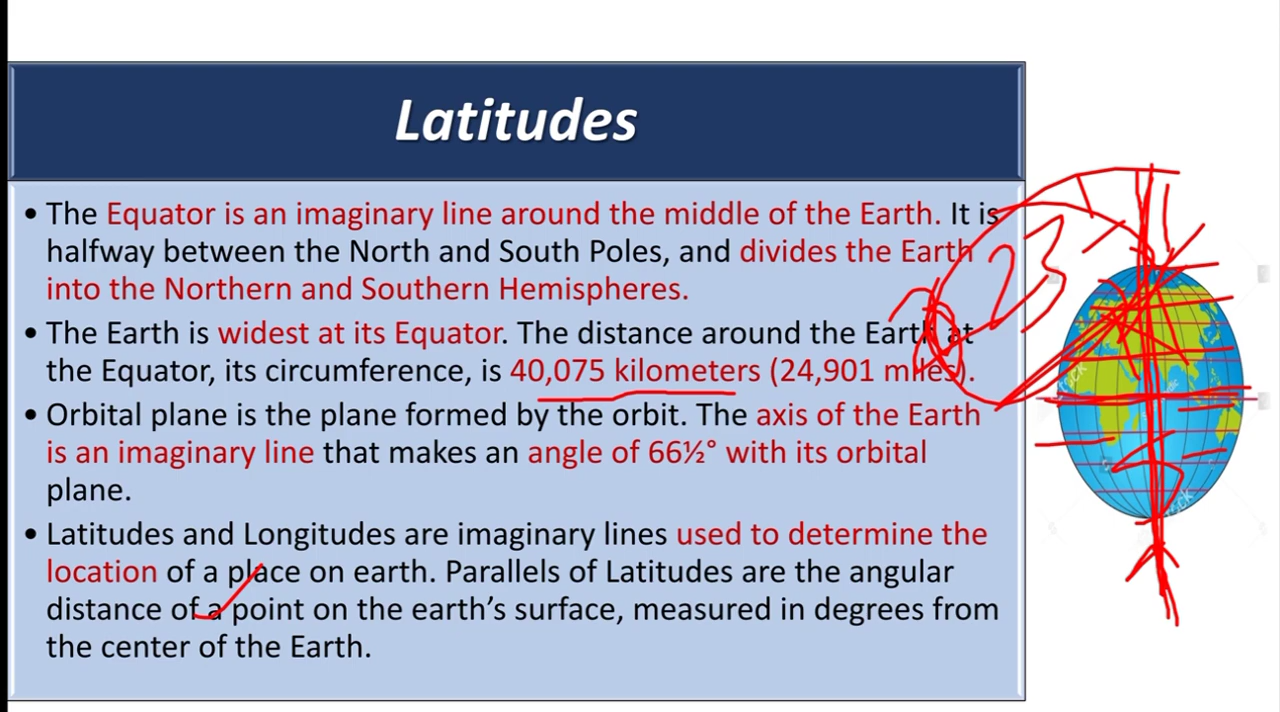 Latitudes
• The Equator is an imaginary line around the middle of the Earth. It is
halfway between the North and South Poles, and divides the Earth
into the Northern and Southern Hemispheres.
• The Earth is widest at its Equator. The distance around the Earth at
the Equator, its circumference, is 40,075 kilometers (24,901 miles).
• Orbital plane is the plane formed by the orbit. The axis of the Earth
is an imaginary line that makes an angle of 66½° with its orbital
plane.
• Latitudes and Longitudes are imaginary lines used to determine the
location of a place on earth. Parallels of Latitudes are the angular
distance of a point on the earth’s surface, measured in degrees from
the center of the Earth.
23